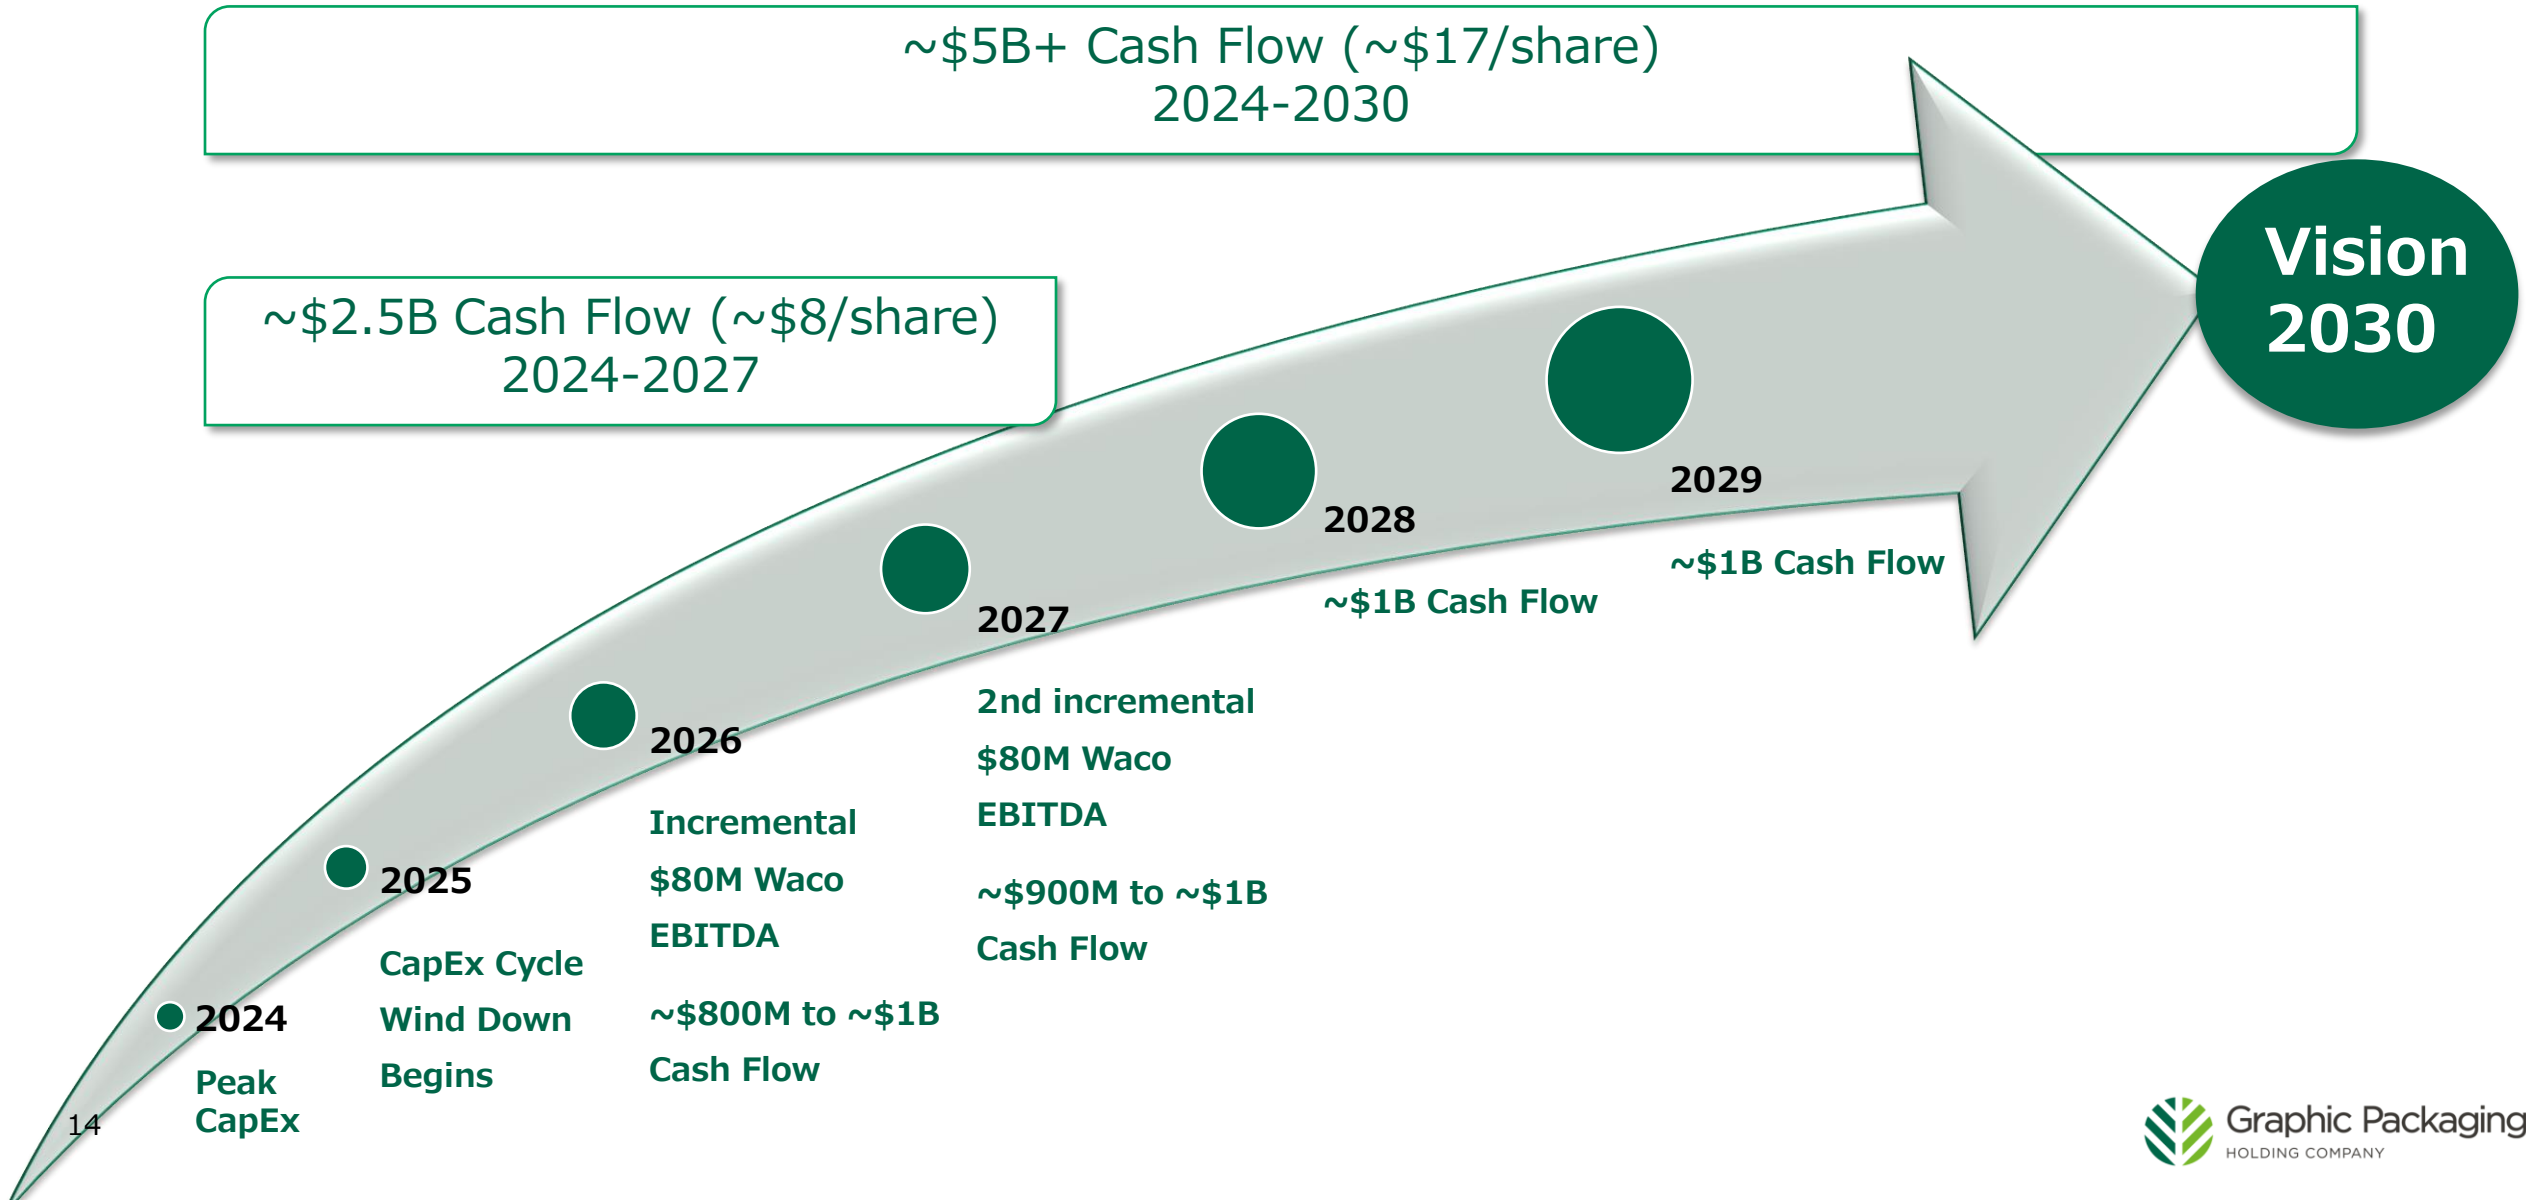 ~$5B+ Cash Flow (~$17/share)
2024-2030
Vision
2030
~$2.5B Cash Flow (~$8/share)
2024-2027
2024
Peak
CapEx
2025
CapEx Cycle
Wind Down
Begins
2026
Incremental
$80M Waco
EBITDA
~$800M to ~$1B
Cash Flow
2027
2nd incremental
$80M Waco
EBITDA
~$900M to ~$1B
Cash Flow
2028
~$1B Cash Flow
2029
~$1B Cash Flow
14
Graphic Packaging
HOLDING COMPANY